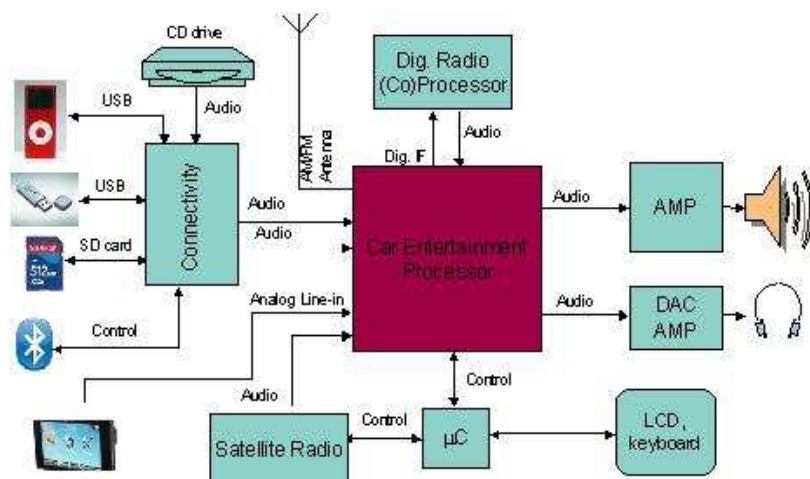 CD drive
USB
Audio
USB
SD card
Control
Connectivity
Audio
Audio
AM/FM
Antenna
Dig. Radio
(Co)Processor
Dig. IF
Audio
Car Entertainment
Processor
Audio
AMP
Audio
DAC
AMP
Analog Line-in
Audio
Satellite Radio
Control
Control
µC
LCD,
keyboard
512